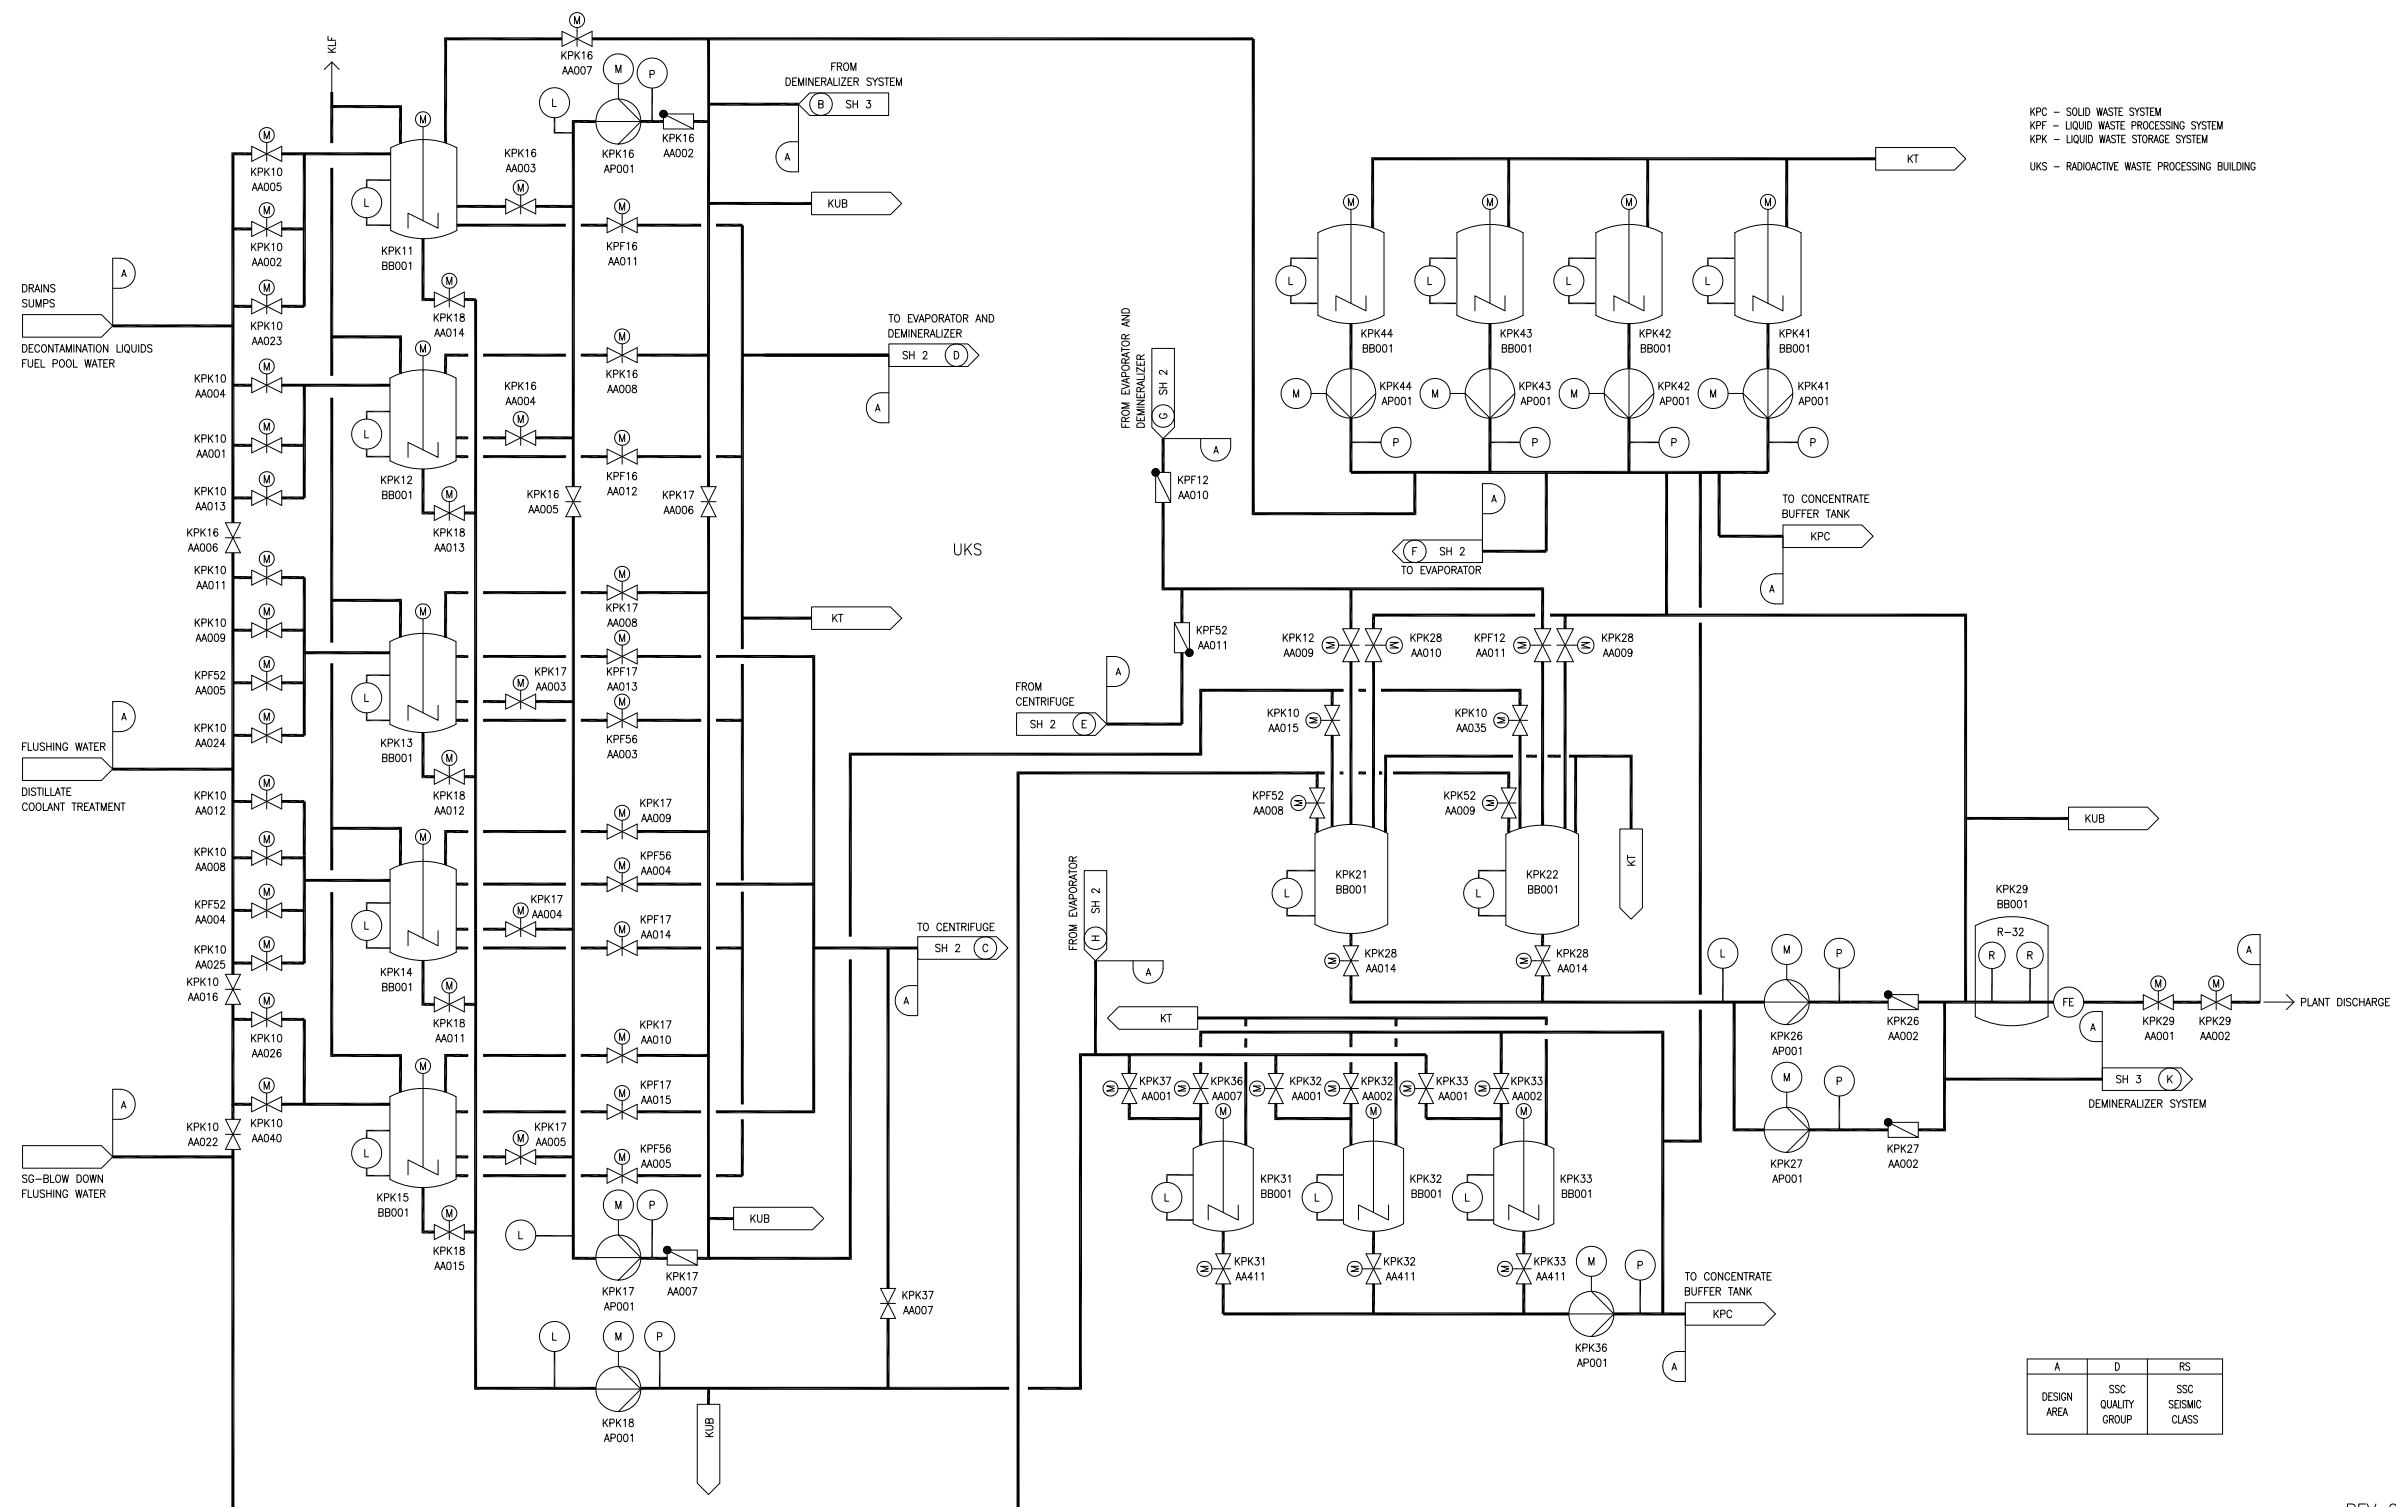 KLF
M
KPK16
AA007
FROM
DEMINERALIZER SYSTEM
B SH 3
A
M
P
L
KPK16
AP001
KPK16
AA002
KPC – SOLID WASTE SYSTEM
KPF – LIQUID WASTE PROCESSING SYSTEM
KPK – LIQUID WASTE STORAGE SYSTEM
UKS – RADIOACTIVE WASTE PROCESSING BUILDING
M
KPK10
AA005
M
KPK10
AA002
M
KPK10
AA023
M
L
KPK11
BB001
KPK16
AA003
M
M
KPF16
AA011
KUB
KT
M
KPK18
AA014
A
DRAINS
SUMPS
DECONTAMINATION LIQUIDS
FUEL POOL WATER
KPK10
AA004
M
KPK10
AA001
M
KPK10
AA013
M
KPK16
AA006
M
L
KPK12
BB001
KPK16
AA004
M
M
KPK16
AA008
M
KPF16
AA012
M
KPK18
AA013
KPK16
AA005
KPK17
AA006
TO EVAPORATOR AND
DEMINERALIZER
SH 2 D
A
FROM EVAPORATOR AND
DEMINERALIZER
G SH 2
A
KPF12
AA010
M
L
KPK44
BB001
M
L
KPK43
BB001
M
L
KPK42
BB001
M
L
KPK41
BB001
M
KPK44
AP001
P
M
KPK43
AP001
P
M
KPK42
AP001
P
M
KPK41
AP001
P
A
F SH 2
TO EVAPORATOR
TO CONCENTRATE
BUFFER TANK
KPC
A
UKS
KPK10
AA011
M
KPK10
AA009
M
KPF52
AA005
M
KPK10
AA024
M
M
L
KPK13
BB001
M
KPK17
AA008
M
KPF17
AA013
KPK17
AA003
M
M
KPF56
AA003
M
KPK18
AA012
KT
A
FLUSHING WATER
DISTILLATE
COOLANT TREATMENT
FROM
CENTRIFUGE
SH 2 E
A
KPF52
AA011
KPK12
AA009
M
M
KPK28
AA010
KPF12
AA011
M
M
KPK28
AA009
KPK10
AA015
M
KPK10
AA035
M
KPF52
AA008
M
KPK52
AA009
M
KPK10
AA012
M
KPK10
AA008
M
KPF52
AA004
M
KPK10
AA025
M
KPK10
AA016
M
L
KPK14
BB001
M
KPK17
AA009
M
KPF56
AA004
KPK17
AA004
M
M
KPF17
AA014
M
KPK18
AA011
TO CENTRIFUGE
SH 2 C
A
FROM EVAPORATOR
H SH 2
A
L
KPK21
BB001
L
KPK22
BB001
KT
KUB
M
KPK28
AA014
M
KPK28
AA014
L
M
P
KPK26
AP001
KPK26
AA002
KPK29
BB001
R-32
R
R
FE
M
KPK29
AA001
M
KPK29
AA002
A
PLANT DISCHARGE
A
SH 3 K
DEMINERALIZER SYSTEM
M
P
KPK27
AP001
KPK27
AA002
M
KPK10
AA026
M
KPK10
AA040
KPK10
AA022
A
SG-BLOW DOWN
FLUSHING WATER
M
L
KPK15
BB001
M
KPK17
AA010
M
KPF17
AA015
KPK17
AA005
M
M
KPF56
AA005
M
KPK18
AA015
L
M
P
KPK17
AP001
KPK17
AA007
KUB
KT
M
KPK37
AA001
M
KPK36
AA007
M
KPK32
AA001
M
KPK32
AA002
M
KPK33
AA001
M
KPK33
AA002
M
L
KPK31
BB001
M
L
KPK32
BB001
M
L
KPK33
BB001
M
KPK31
AA411
M
KPK32
AA411
M
KPK33
AA411
M
P
KPK36
AP001
TO CONCENTRATE
BUFFER TANK
KPC
A
KPK37
AA007
L
M
P
KPK18
AP001
KUB
A D RS
DESIGN
AREA
SSC
QUALITY
GROUP
SSC
SEISMIC
CLASS